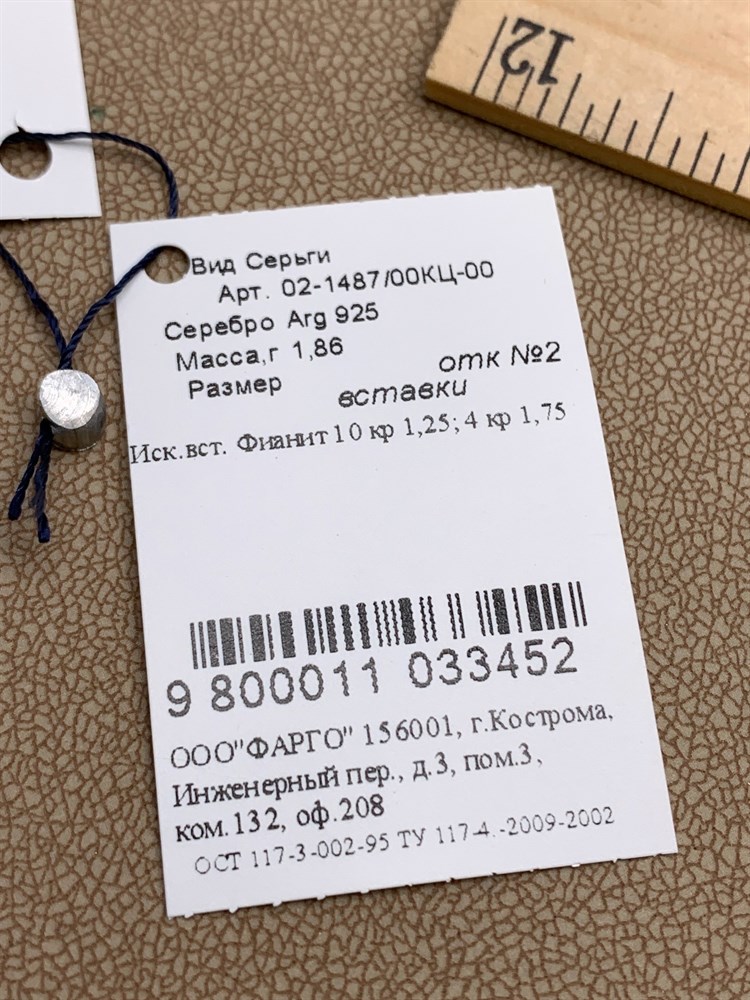 12
Вид Серьги
Арт. 02-1487/00КЦ-00
Серебро Arg 925
Масса,г 1,86
Размер отк №2
вставки
Иск.вст. Фианит 10 кр 1,25; 4 кр 1,75
9 800011 033452
ООО"ФАРГО" 156001, г.Кострома,
Инженерный пер., д.3, пом.3,
ком.132, оф.208
ОСТ 117-3-002-95 ТУ 117-4.-2009-2002